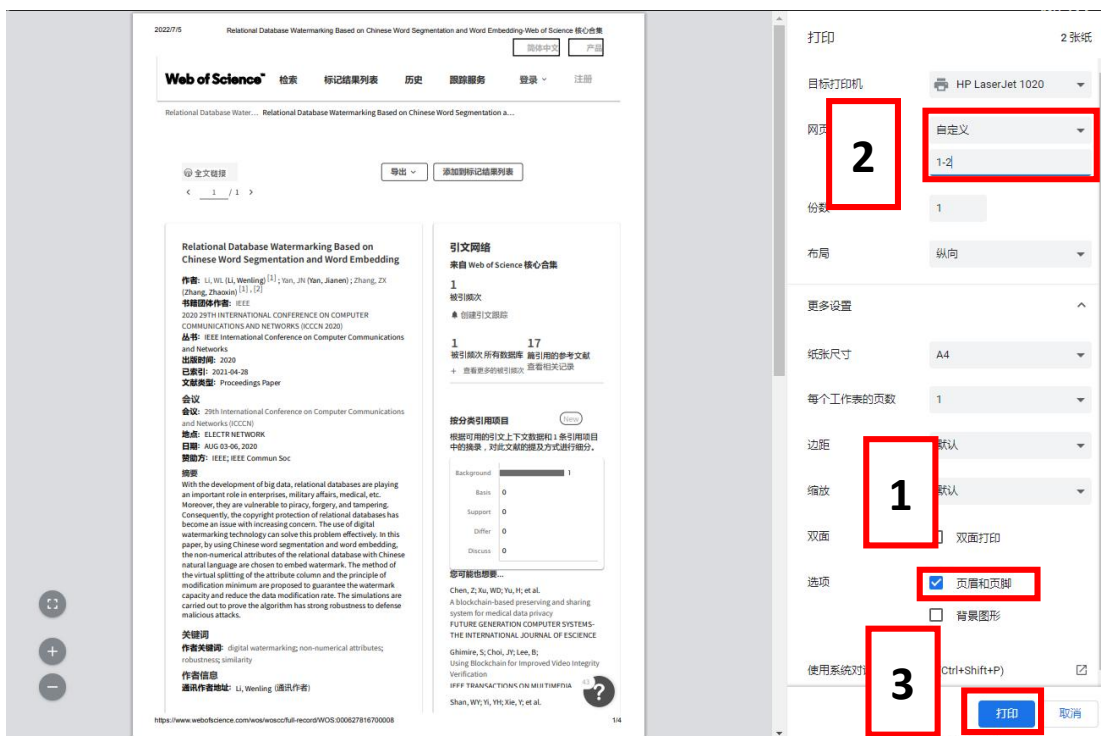 2022/7/5 Relational Database Watermarking Based on Chinese Word Segmentation and Word Embedding-Web of Science 核心合集
简体中文 产品
Web of Science™ 检索 标记结果列表 历史 跟踪服务 登录 注册
Relational Database Water... Relational Database Watermarking Based on Chinese Word Segmentation a...
全文链接
导出 添加到标记结果列表
< 1 / 1 >
Relational Database Watermarking Based on
Chinese Word Segmentation and Word Embedding
作者: Li, WL (Li, Wenling) [1] ; Yan, JN (Yan, Jianen) ; Zhang, ZX
(Zhang, Zhaoxin) [1] , [2]
书籍团体作者: IEEE
2020 29TH INTERNATIONAL CONFERENCE ON COMPUTER
COMMUNICATIONS AND NETWORKS (ICCCN 2020)
丛书: IEEE International Conference on Computer Communications
and Networks
出版时间: 2020
已索引: 2021-04-28
文献类型: Proceedings Paper
会议
会议: 29th International Conference on Computer Communications
and Networks (ICCCN)
地点: ELECTR NETWORK
日期: AUG 03-06, 2020
赞助方: IEEE; IEEE Commun Soc
摘要
With the development of big data, relational databases are playing
an important role in enterprises, military affairs, medical, etc.
Moreover, they are vulnerable to piracy, forgery, and tampering.
Consequently, the copyright protection of relational databases has
become an issue with increasing concern. The use of digital
watermarking technology can solve this problem effectively. In this
paper, by using Chinese word segmentation and word embedding,
the non-numerical attributes of the relational database with Chinese
natural language are chosen to embed watermark. The method of
the virtual splitting of the attribute column and the principle of
modification minimum are proposed to guarantee the watermark
capacity and reduce the data modification rate. The simulations are
carried out to prove the algorithm has strong robustness to defense
malicious attacks.
关键词
作者关键词: digital watermarking; non-numerical attributes;
robustness; similarity
作者信息
通讯作者地址: Li, Wenling (通讯作者)
引文网络
来自 Web of Science 核心合集
1
被引频次
创建引文跟踪
1 17
被引频次所有数据库 篇引用的参考文献
+ 查看更多的被引频次 查看相关记录
按分类引用项目 New
根据可用的引文上下文数据和 1 条引用项目
中的摘录，对此文献的提及方式进行细分。
Background 1
Basis 0
Support 0
Differ 0
Discuss 0
您可能也想要...
Chen, Z; Xu, WD; Yu, H; et al.
A blockchain-based preserving and sharing
system for medical data privacy
FUTURE GENERATION COMPUTER SYSTEMS-
THE INTERNATIONAL JOURNAL OF ESCIENCE
Ghimire, S; Choi, JY; Lee, B;
Using Blockchain for Improved Video Integrity
Verification
IEEE TRANSACTIONS ON MULTIMEDIA
43
?
Shan, WY; Yi, YH; Xie, Y; et al.
https://www.webofscience.com/wos/woscc/full-record/WOS:000627816700008 1/4
打印 2 张纸
目标打印机 HP LaserJet 1020
网页 自定义
2
1-2
份数 1
布局 纵向
更多设置
纸张尺寸 A4
每个工作表的页数 1
边距 默认
1
缩放 默认
双面 双面打印
选项 页眉和页脚
背景图形
使用系统对 Ctrl+Shift+P)
3
打印 取消